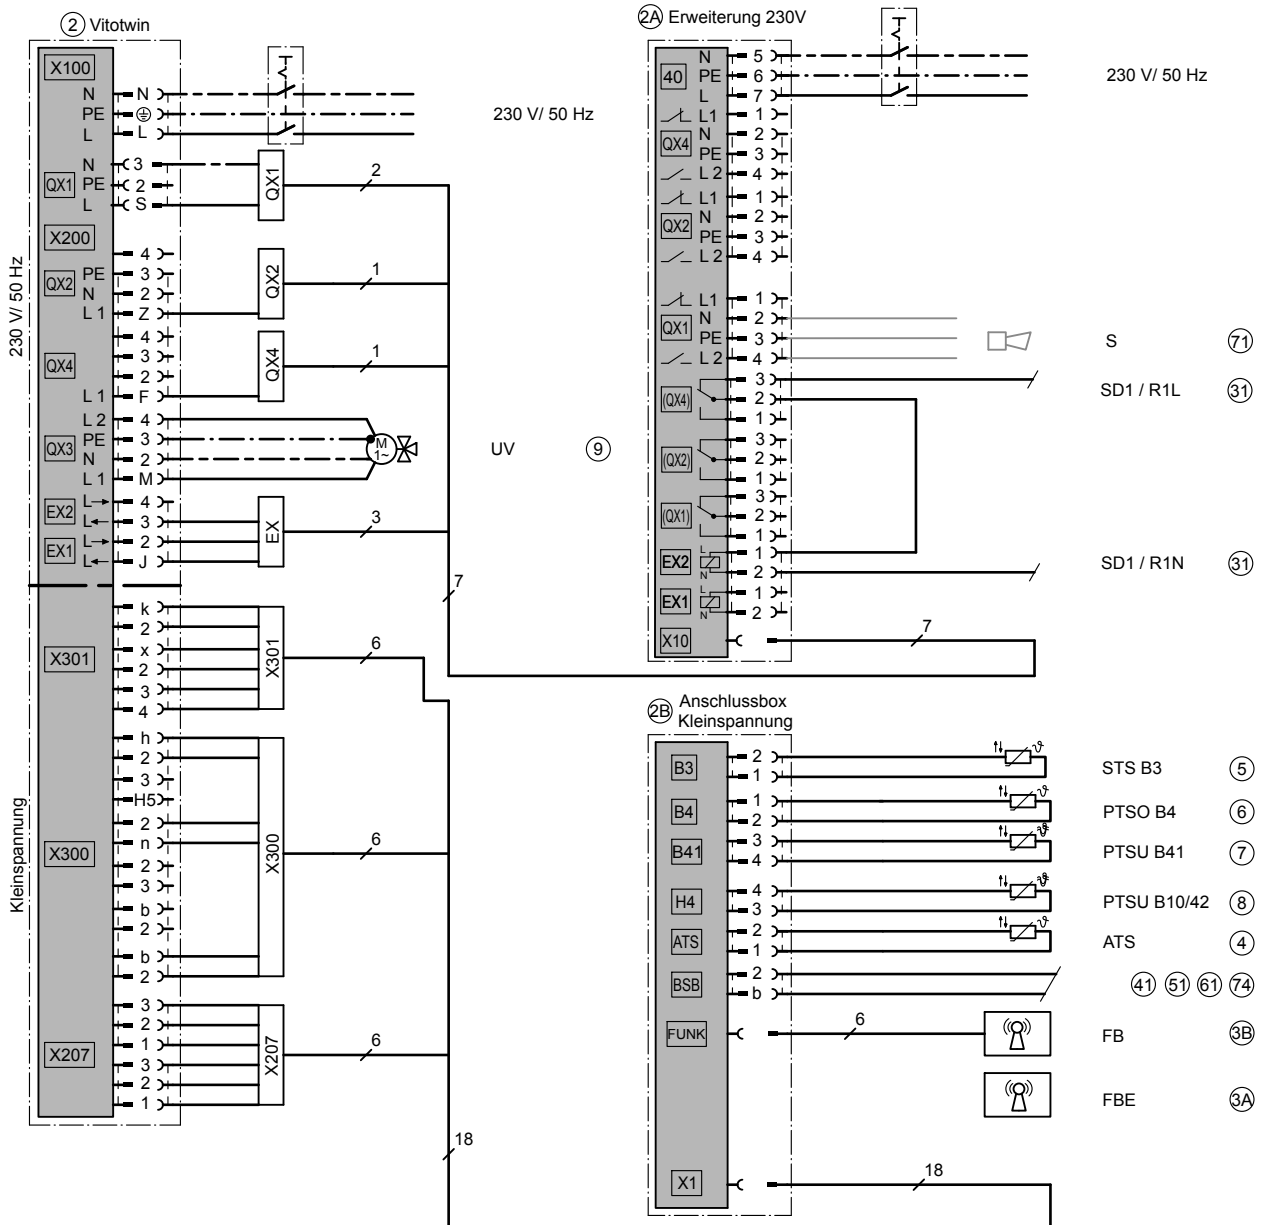 2 Vitotwin
230 V/ 50 Hz
X100
N N
PE
L L
230 V/ 50 Hz
QX1
N 3
PE 2
L S
QX1
2
X200
4
QX2
PE 3
N 2
L 1 Z
QX2
1
4
QX4
3
2
L 1 F
QX4
1
L 2 4
QX3
PE 3
N 2
L 1 M
M
1~
UV 9
EX2
L 4
L 3
EX1
L 2
L J
EX
3
7
Kleinspannung
k
2
X301
x
2
3
4
X301
6
h
2
3
H5
2
X300
n
2
3
b
2
b
2
X300
6
3
2
X207
1
3
2
1
X207
6
18
2A Erweiterung 230V
40
N 5
PE 6
L 7
230 V/ 50 Hz
L1 1
QX4
N 2
PE 3
L 2 4
L1 1
QX2
N 2
PE 3
L 2 4
L1 1
QX1
N 2
PE 3
L 2 4
S 71
(QX4)
3
2
1
SD1 / R1L 31
(QX2)
3
2
1
(QX1)
3
2
1
EX2
L 1
N 2
SD1 / R1N 31
EX1
L 1
N 2
X10
7
2B Anschlussbox
Kleinspannung
B3
2
1
ϑ
STS B3 5
B4
1
2
ϑ
PTSO B4 6
B41
3
4
ϑ
PTSU B41 7
H4
4
3
ϑ
PTSU B10/42 8
ATS
2
1
ϑ
ATS 4
BSB
2
b
41 51 61 74
FUNK
6
FB 3B
FBE 3A
X1
18